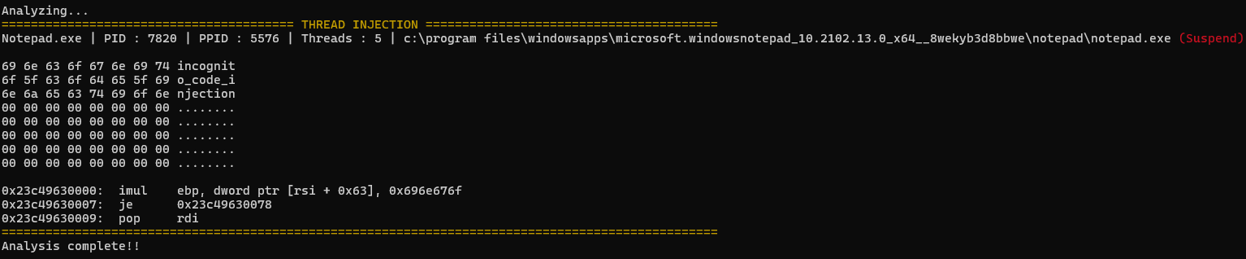 Analyzing...
======================================== THREAD INJECTION ========================================
Notepad.exe | PID : 7820 | PPID : 5576 | Threads : 5 | c:\program files\windowsapps\microsoft.windowsnotepad_10.2102.13.0_x64__8wekyb3d8bbwe\notepad\notepad.exe (Suspend)
69 6e 63 6f 67 6e 69 74 incognit
6f 5f 63 6f 64 65 5f 69 o_code_i
6e 6a 65 63 74 69 6f 6e njection
00 00 00 00 00 00 00 00 ........
00 00 00 00 00 00 00 00 ........
00 00 00 00 00 00 00 00 ........
00 00 00 00 00 00 00 00 ........
00 00 00 00 00 00 00 00 ........
0x23c49630000:  imul    ebp, dword ptr [rsi + 0x63], 0x696e676f
0x23c49630007:  je      0x23c49630078
0x23c49630009:  pop     rdi
==================================================================================================
Analysis complete!!